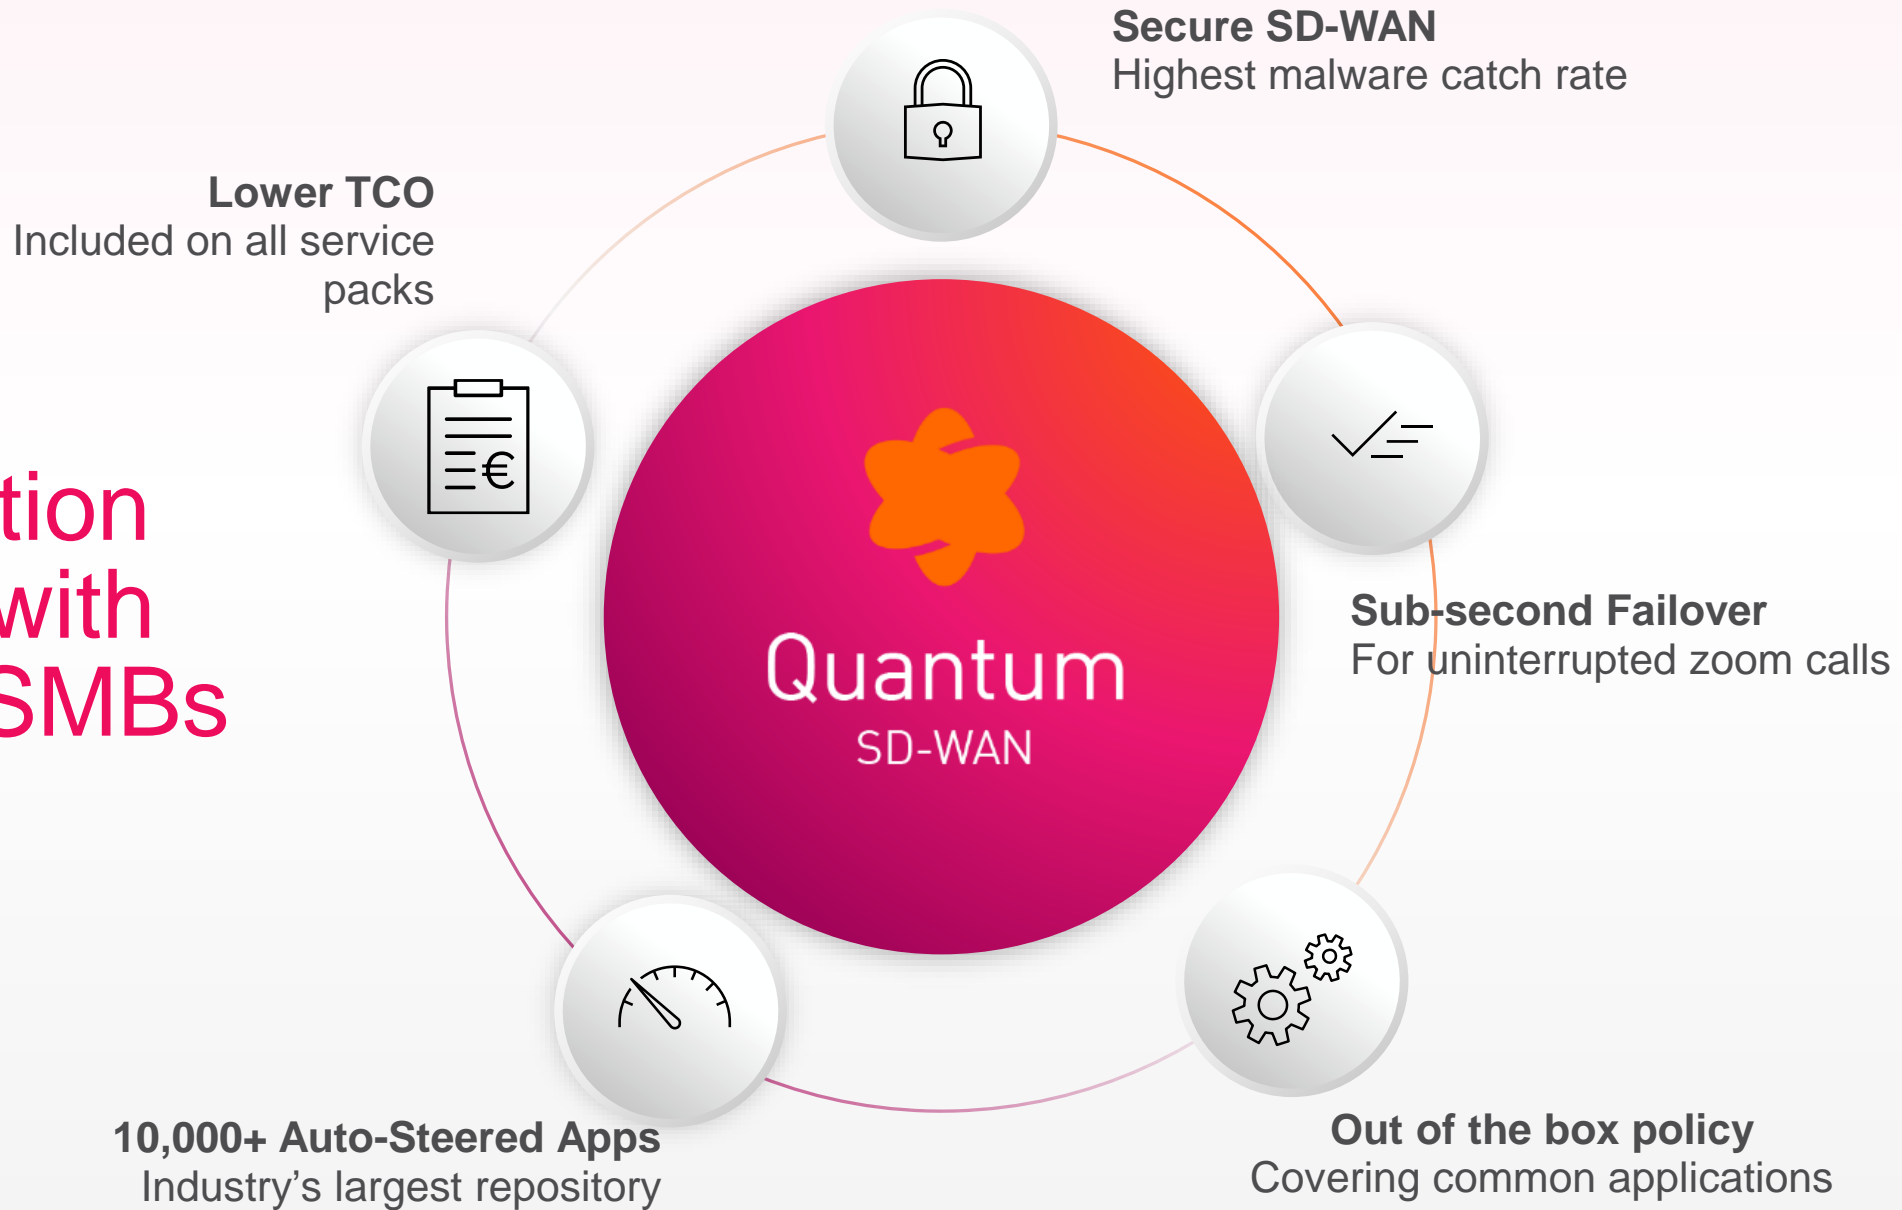 Secure SD-WAN
Highest malware catch rate
Lower TCO
Included on all service
packs
tion
with
SMBs
€
Quantum
SD-WAN
Sub-second Failover
For uninterrupted zoom calls
10,000+ Auto-Steered Apps
Industry’s largest repository
Out of the box policy
Covering common applications